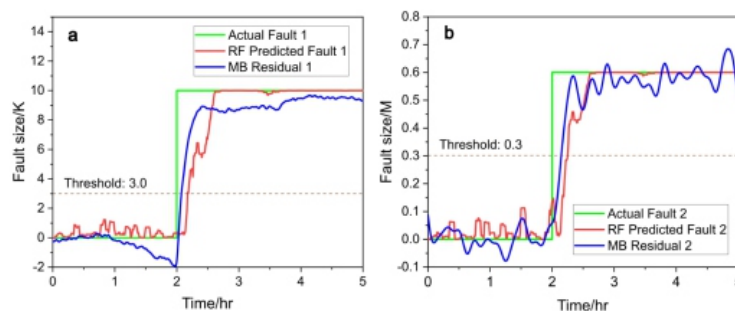 a
Actual Fault 1
RF Predicted Fault 1
MB Residual 1
Threshold: 3.0
Fault size/K
14
12
10
8
6
4
2
0
-2
0 1 2 3 4 5
Time/hr
b
Threshold: 0.3
Actual Fault 2
RF Predicted Fault 2
MB Residual 2
Fault size/M
0.8
0.7
0.6
0.5
0.4
0.3
0.2
0.1
0.0
-0.1
0 1 2 3 4 5
Time/hr